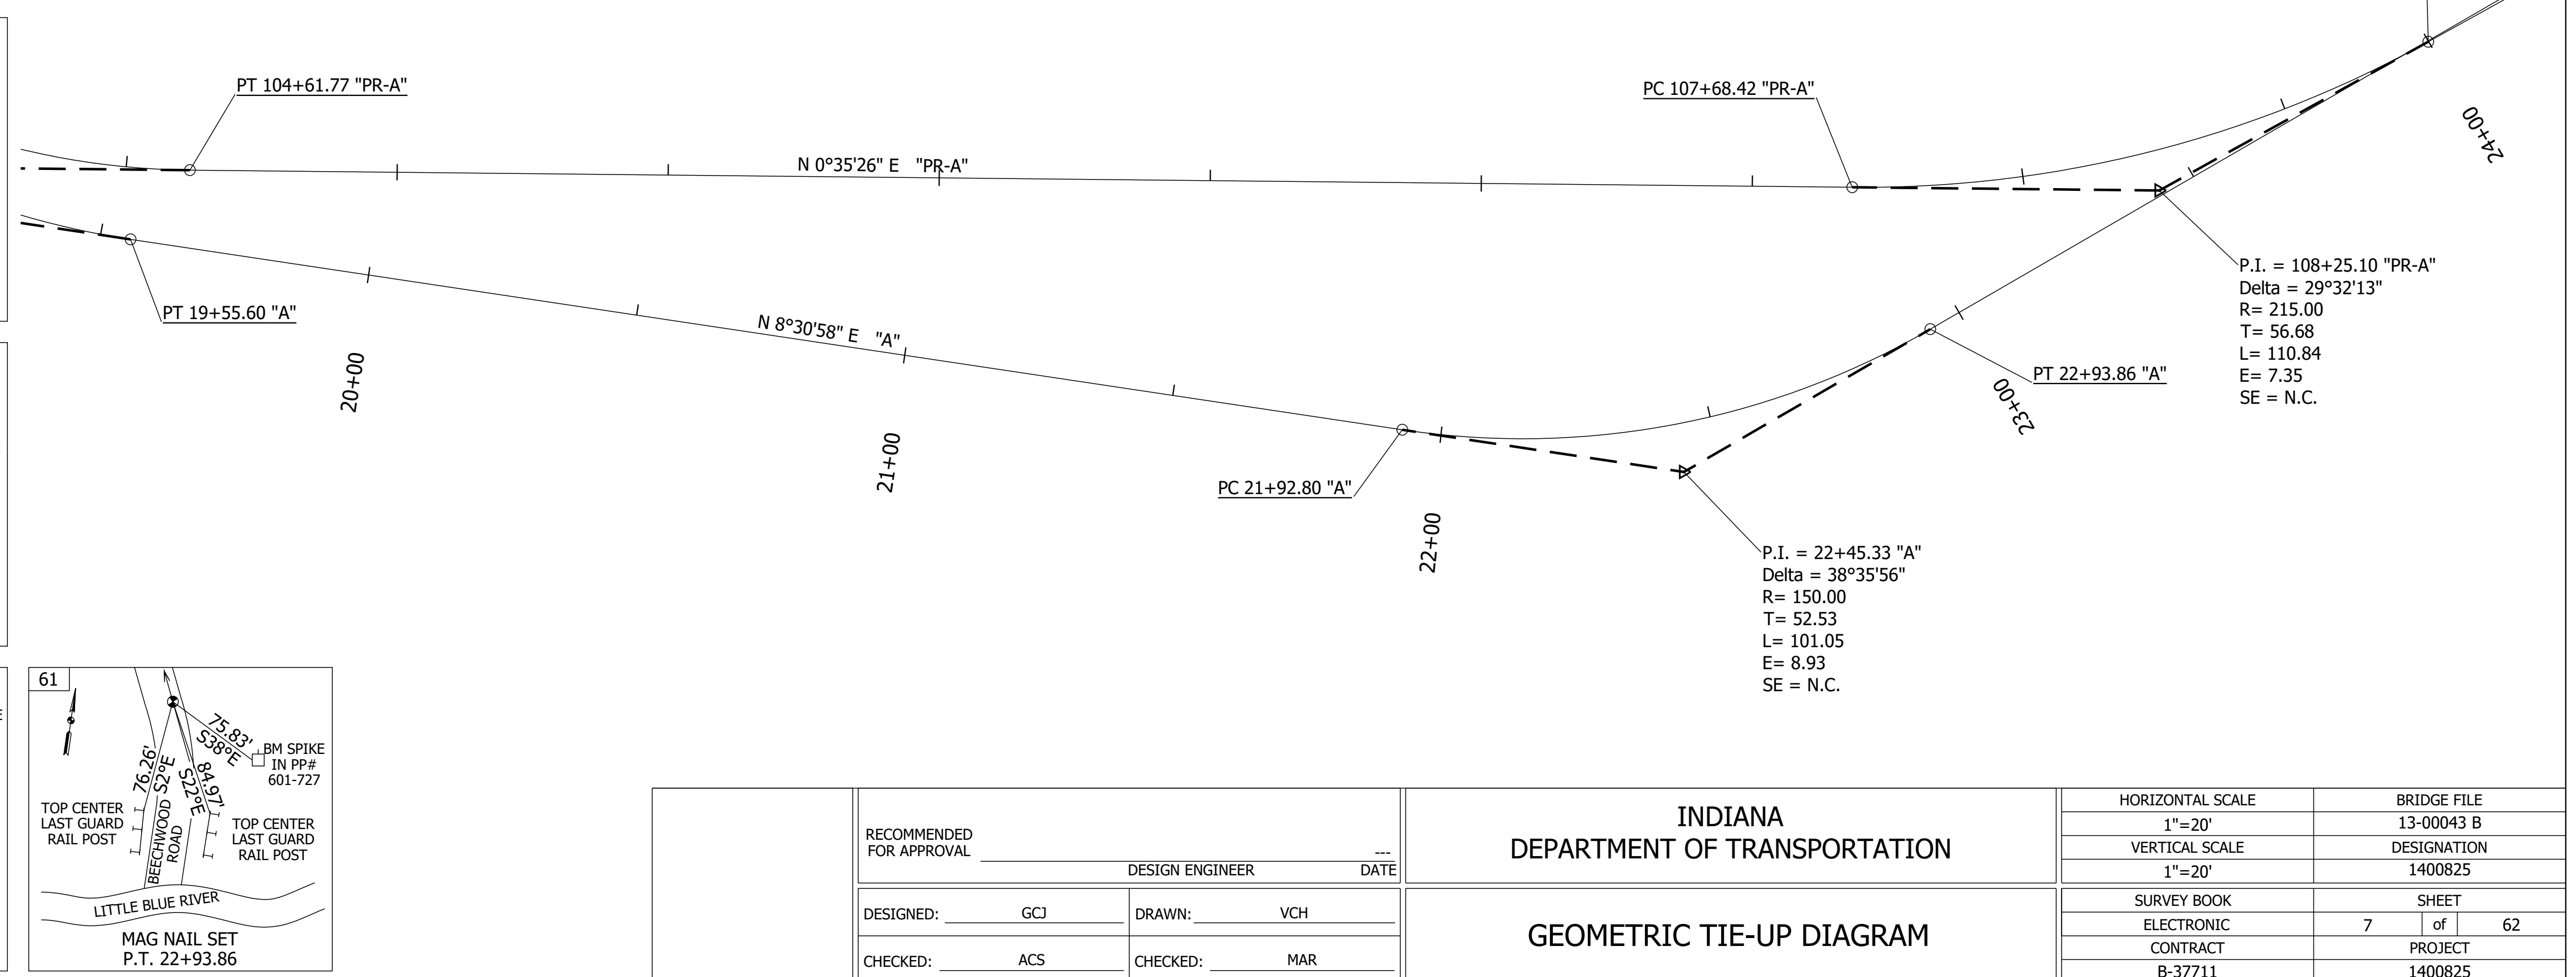 PT 104+61.77 "PR-A"
PC 107+68.42 "PR-A"
N 0°35'26" E "PR-A"
24+00
P.I. = 108+25.10 "PR-A"
Delta = 29°32'13"
R= 215.00
T= 56.68
L= 110.84
E= 7.35
SE = N.C.
PT 19+55.60 "A"
N 8°30'58" E "A"
20+00
21+00
PC 21+92.80 "A"
22+00
PT 22+93.86 "A"
23+00
P.I. = 22+45.33 "A"
Delta = 38°35'56"
R= 150.00
T= 52.53
L= 101.05
E= 8.93
SE = N.C.
61
75.83'
S38°E
BM SPIKE
IN PP#
601-727
76.26'
S2°E
84.97'
S22°E
TOP CENTER
LAST GUARD
RAIL POST
BEECHWOOD
ROAD
TOP CENTER
LAST GUARD
RAIL POST
LITTLE BLUE RIVER
MAG NAIL SET
P.T. 22+93.86
RECOMMENDED
FOR APPROVAL
---
DESIGN ENGINEER DATE
DESIGNED: GCJ DRAWN: VCH
CHECKED: ACS CHECKED: MAR
INDIANA
DEPARTMENT OF TRANSPORTATION
GEOMETRIC TIE-UP DIAGRAM
HORIZONTAL SCALE BRIDGE FILE
1"=20' 13-00043 B
VERTICAL SCALE DESIGNATION
1"=20' 1400825
SURVEY BOOK SHEET
ELECTRONIC 7 of 62
CONTRACT PROJECT
B-37711 1400825